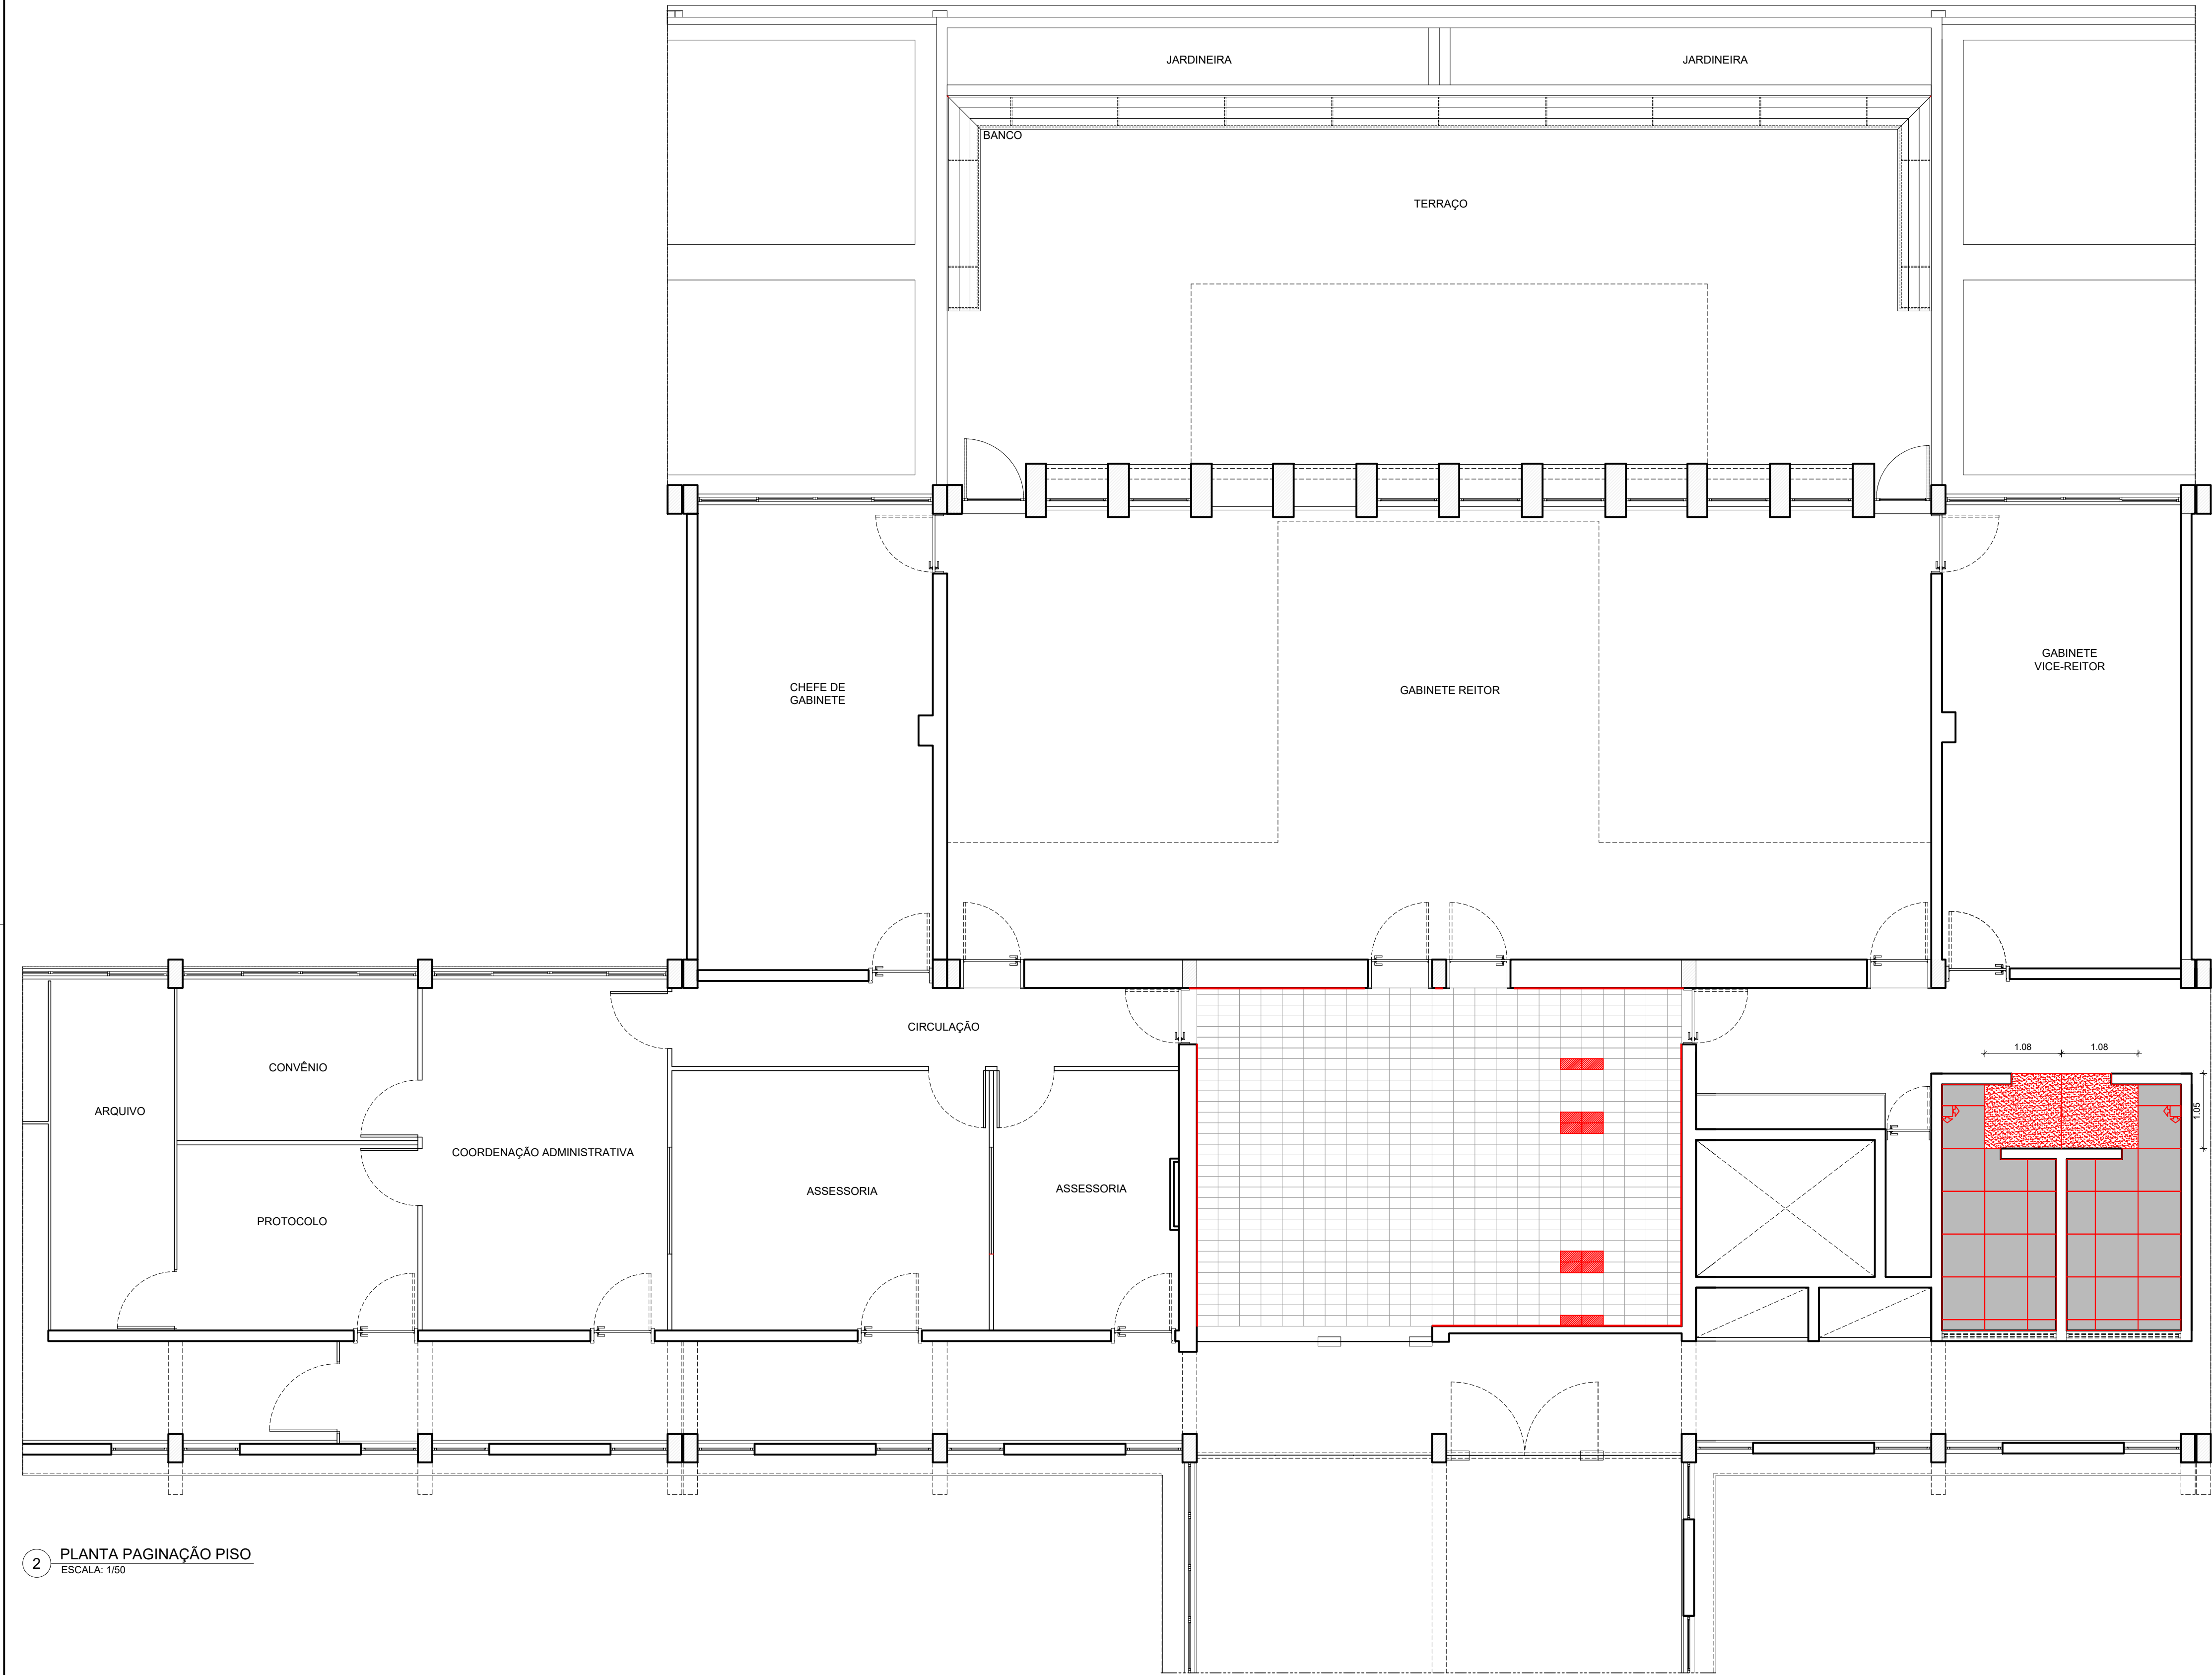 JARDINEIRA
JARDINEIRA
BANCO
TERRAÇO
CHEFE DE
GABINETE
GABINETE REITOR
GABINETE
VICE-REITOR
CIRCULAÇÃO
CONVÊNIO
ARQUIVO
COORDENAÇÃO ADMINISTRATIVA
ASSESSORIA
ASSESSORIA
PROTOCOLO
1.08
1.08
1.05
2
PLANTA PAGINAÇÃO PISO
ESCALA: 1/50